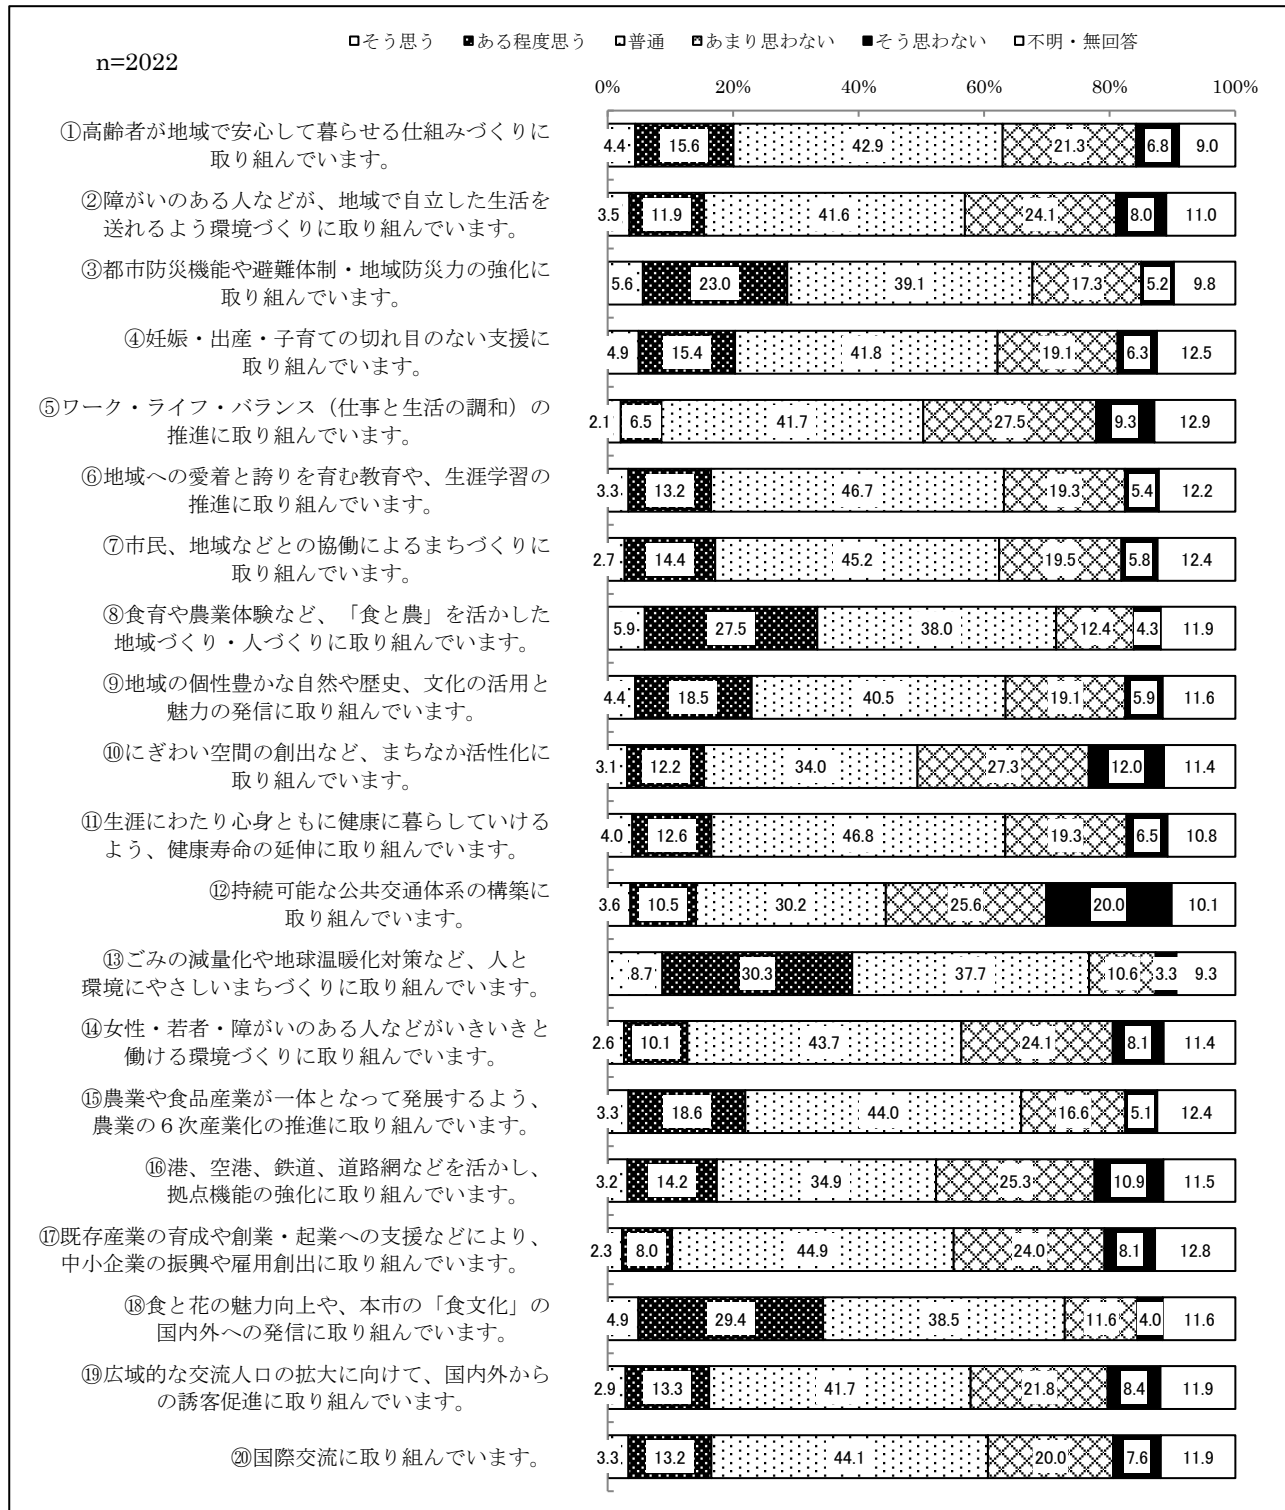 □そう思う ■ある程度思う □普通 ■あまり思わない ■そう思わない □不明・無回答
n=2022
0% 20% 40% 60% 80% 100%
①高齢者が地域で安心して暮らせる仕組みづくりに
取り組んでいます。
4.4 15.6 42.9 21.3 6.8 9.0
②障がいのある人などが、地域で自立した生活を
送れるよう環境づくりに取り組んでいます。
3.5 11.9 41.6 24.1 8.0 11.0
③都市防災機能や避難体制・地域防災力の強化に
取り組んでいます。
5.6 23.0 39.1 17.3 5.2 9.8
④妊娠・出産・子育ての切れ目のない支援に
取り組んでいます。
4.9 15.4 41.8 19.1 6.3 12.5
⑤ワーク・ライフ・バランス（仕事と生活の調和）の
推進に取り組んでいます。
2.1 6.5 41.7 27.5 9.3 12.9
⑥地域への愛着と誇りを育む教育や、生涯学習の
推進に取り組んでいます。
3.3 13.2 46.7 19.3 5.4 12.2
⑦市民、地域などとの協働によるまちづくりに
取り組んでいます。
2.7 14.4 45.2 19.5 5.8 12.4
⑧食育や農業体験など、「食と農」を活かした
地域づくり・人づくりに取り組んでいます。
5.9 27.5 38.0 12.4 4.3 11.9
⑨地域の個性豊かな自然や歴史、文化の活用と
魅力の発信に取り組んでいます。
4.4 18.5 40.5 19.1 5.9 11.6
⑩にぎわい空間の創出など、まちなか活性化に
取り組んでいます。
3.1 12.2 34.0 27.3 12.0 11.4
⑪生涯にわたり心身ともに健康に暮らしていける
よう、健康寿命の延伸に取り組んでいます。
4.0 12.6 46.8 19.3 6.5 10.8
⑫持続可能な公共交通体系の構築に
取り組んでいます。
3.6 10.5 30.2 25.6 20.0 10.1
⑬ごみの減量化や地球温暖化対策など、人と
環境にやさしいまちづくりに取り組んでいます。
8.7 30.3 37.7 10.6 3.3 9.3
⑭女性・若者・障がいのある人などがいきいきと
働ける環境づくりに取り組んでいます。
2.6 10.1 43.7 24.1 8.1 11.4
⑮農業や食品産業が一体となって発展するよう、
農業の６次産業化の推進に取り組んでいます。
3.3 18.6 44.0 16.6 5.1 12.4
⑯港、空港、鉄道、道路網などを活かし、
拠点機能の強化に取り組んでいます。
3.2 14.2 34.9 25.3 10.9 11.5
⑰既存産業の育成や創業・起業への支援などにより、
中小企業の振興や雇用創出に取り組んでいます。
2.3 8.0 44.9 24.0 8.1 12.8
⑱食と花の魅力向上や、本市の「食文化」の
国内外への発信に取り組んでいます。
4.9 29.4 38.5 11.6 4.0 11.6
⑲広域的な交流人口の拡大に向けて、国内外から
の誘客促進に取り組んでいます。
2.9 13.3 41.7 21.8 8.4 11.9
⑳国際交流に取り組んでいます。
3.3 13.2 44.1 20.0 7.6 11.9